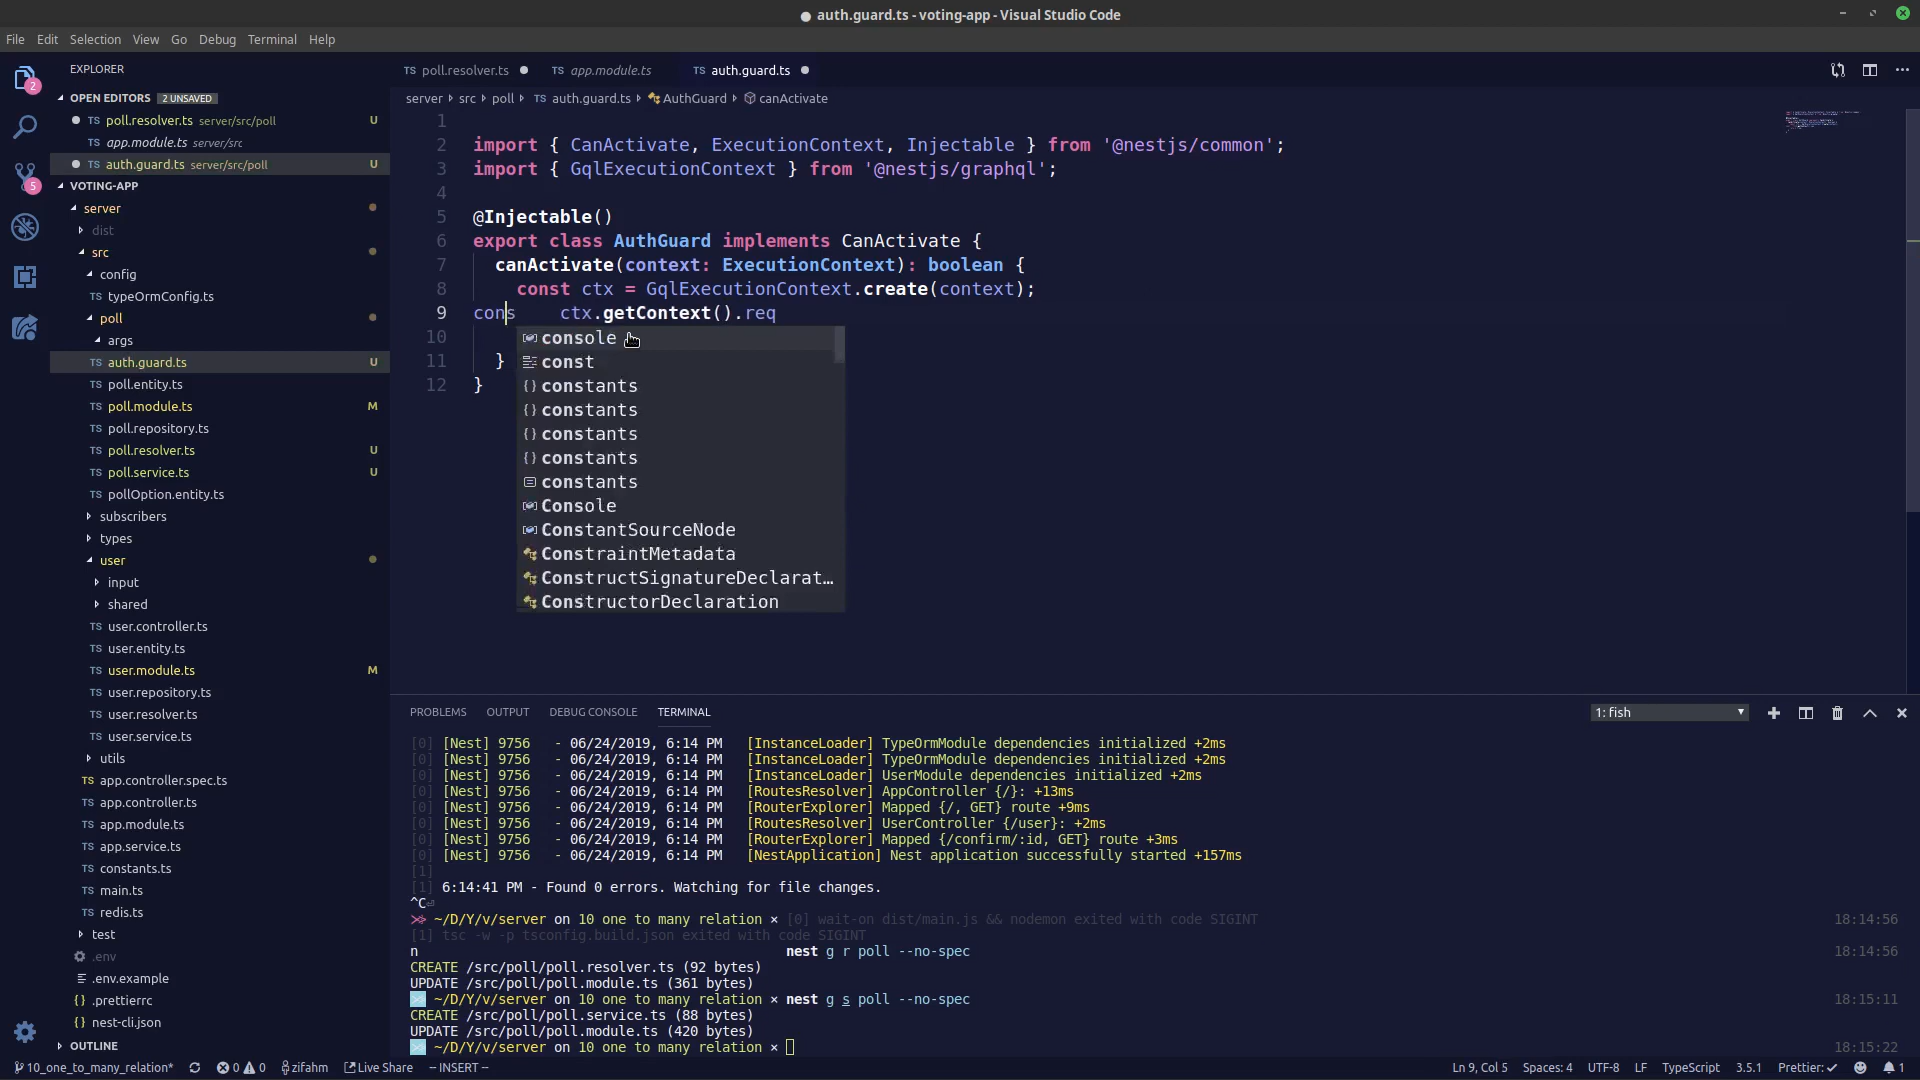 auth.guard.ts - voting-app - Visual Studio Code
File Edit Selection View Go Debug Terminal Help
EXPLORER
OPEN EDITORS 2 UNSAVED
poll.resolver.ts server/src/poll U
app.module.ts server/src
auth.guard.ts server/src/poll U
VOTING-APP
server
dist
src
config
TS typeOrmConfig.ts
poll
args
TS auth.guard.ts U
TS poll.entity.ts
TS poll.module.ts M
TS poll.repository.ts
TS poll.resolver.ts U
TS poll.service.ts U
TS pollOption.entity.ts
subscribers
types
user
input
shared
TS user.controller.ts
TS user.entity.ts
TS user.module.ts M
TS user.repository.ts
TS user.resolver.ts
TS user.service.ts
utils
TS app.controller.spec.ts
TS app.controller.ts
TS app.module.ts
TS app.service.ts
TS constants.ts
TS main.ts
TS redis.ts
test
.env
.env.example
{ } .prettierrc
{ } nest-cli.json
OUTLINE
2
5
TS poll.resolver.ts TS app.module.ts TS auth.guard.ts
server src poll TS auth.guard.ts AuthGuard canActivate
1
2 import { CanActivate, ExecutionContext, Injectable } from '@nestjs/common';
3 import { GqlExecutionContext } from '@nestjs/graphql';
4
5 @Injectable()
6 export class AuthGuard implements CanActivate {
7 canActivate(context: ExecutionContext): boolean {
8 const ctx = GqlExecutionContext.create(context);
9 cons ctx.getContext().req
10
11 }
12 }
console
const
constants
constants
constants
constants
constants
Console
ConstantSourceNode
ConstraintMetadata
ConstructSignatureDeclarat…
ConstructorDeclaration
PROBLEMS OUTPUT DEBUG CONSOLE TERMINAL 1: fish
[0] [Nest] 9756 - 06/24/2019, 6:14 PM [InstanceLoader] TypeOrmModule dependencies initialized +2ms
[0] [Nest] 9756 - 06/24/2019, 6:14 PM [InstanceLoader] TypeOrmModule dependencies initialized +2ms
[0] [Nest] 9756 - 06/24/2019, 6:14 PM [InstanceLoader] UserModule dependencies initialized +2ms
[0] [Nest] 9756 - 06/24/2019, 6:14 PM [RoutesResolver] AppController {/}: +13ms
[0] [Nest] 9756 - 06/24/2019, 6:14 PM [RouterExplorer] Mapped {/, GET} route +9ms
[0] [Nest] 9756 - 06/24/2019, 6:14 PM [RoutesResolver] UserController {/user}: +2ms
[0] [Nest] 9756 - 06/24/2019, 6:14 PM [RouterExplorer] Mapped {/confirm/:id, GET} route +3ms
[0] [Nest] 9756 - 06/24/2019, 6:14 PM [NestApplication] Nest application successfully started +157ms
[1]
[1] 6:14:41 PM - Found 0 errors. Watching for file changes.
^C⏎
~/D/Y/v/server on 10 one to many relation × [0] wait-on dist/main.js && nodemon exited with code SIGINT 18:14:56
[1] tsc -w -p tsconfig.build.json exited with code SIGINT
n nest g r poll --no-spec 18:14:56
CREATE /src/poll/poll.resolver.ts (92 bytes)
UPDATE /src/poll/poll.module.ts (361 bytes)
~/D/Y/v/server on 10 one to many relation × nest g s poll --no-spec 18:15:11
CREATE /src/poll/poll.service.ts (88 bytes)
UPDATE /src/poll/poll.module.ts (420 bytes)
~/D/Y/v/server on 10 one to many relation × 18:15:22
10_one_to_many_relation* 0 0 zifahm Live Share -- INSERT -- Ln 9, Col 5 Spaces: 4 UTF-8 LF TypeScript 3.5.1 Prettier: ✓ 1